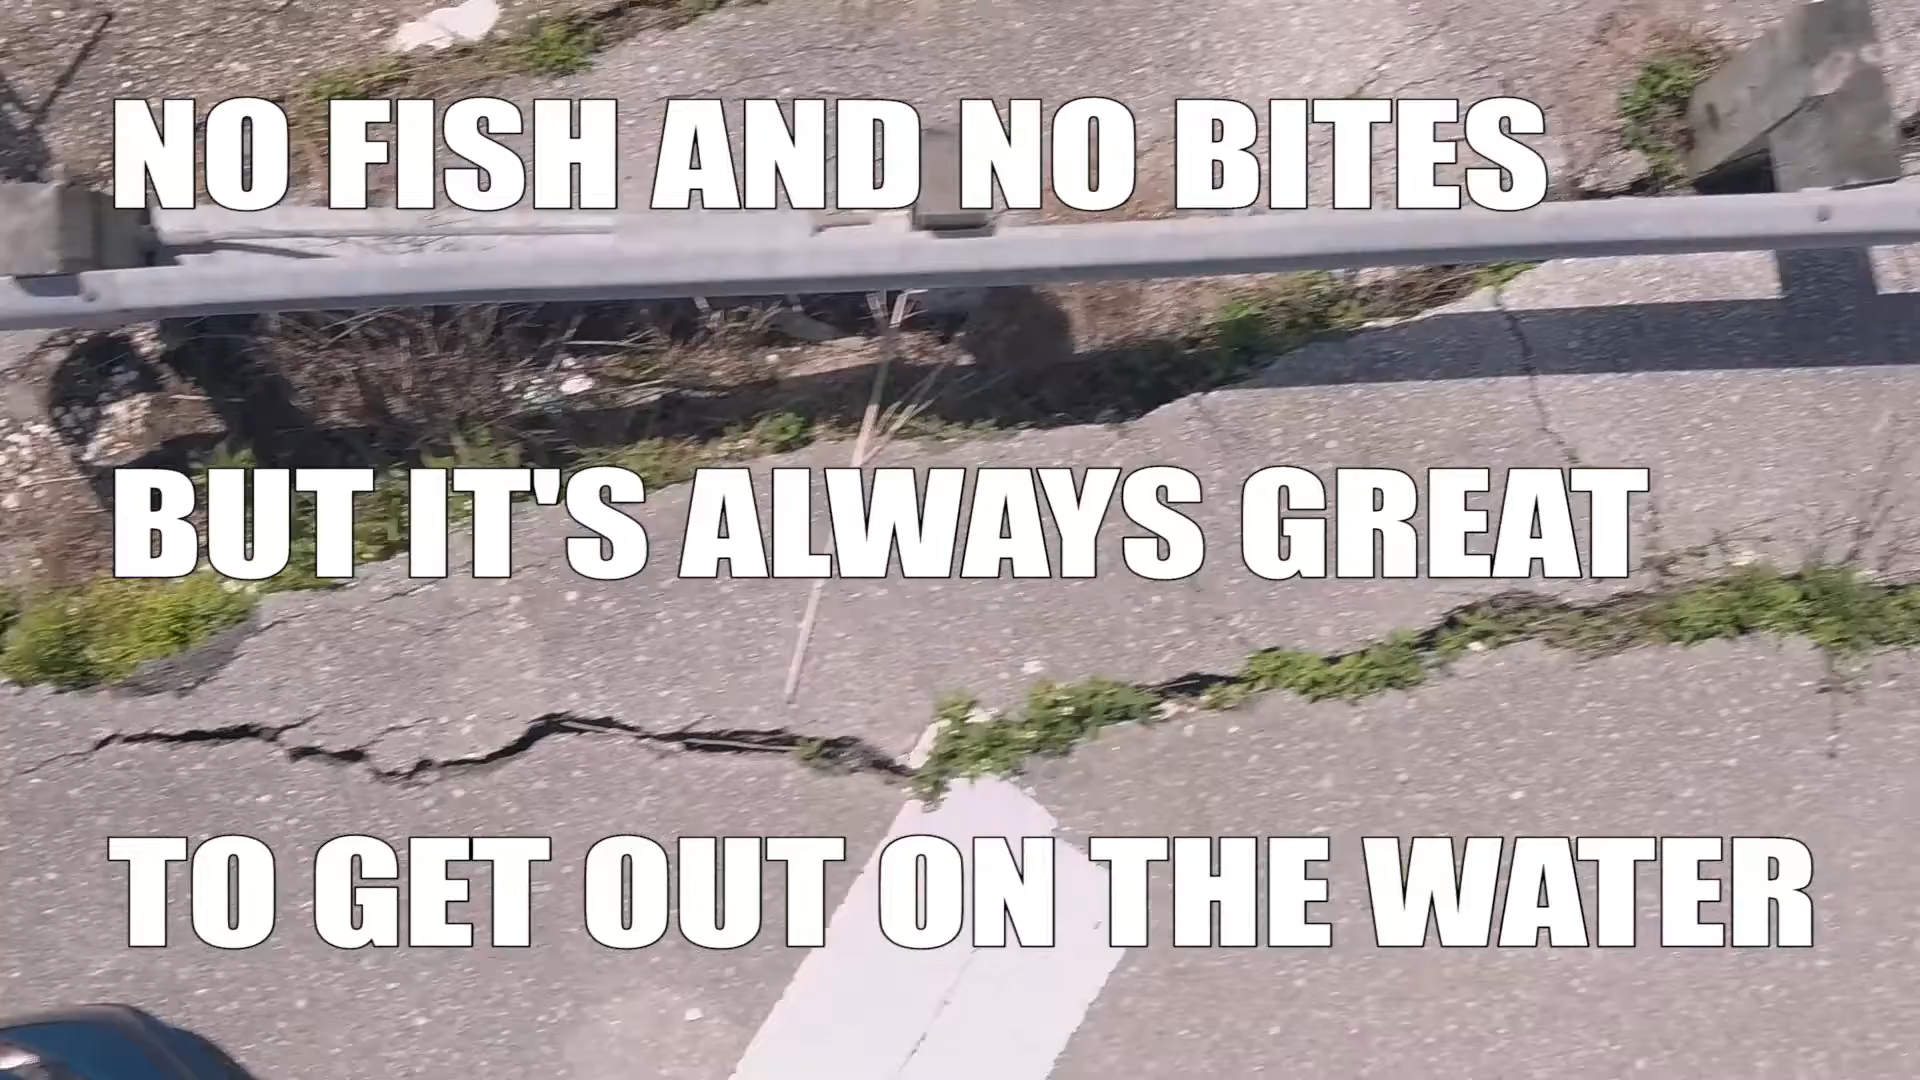 NO FISH AND NO BITES
BUT IT'S ALWAYS GREAT
TO GET OUT ON THE WATER